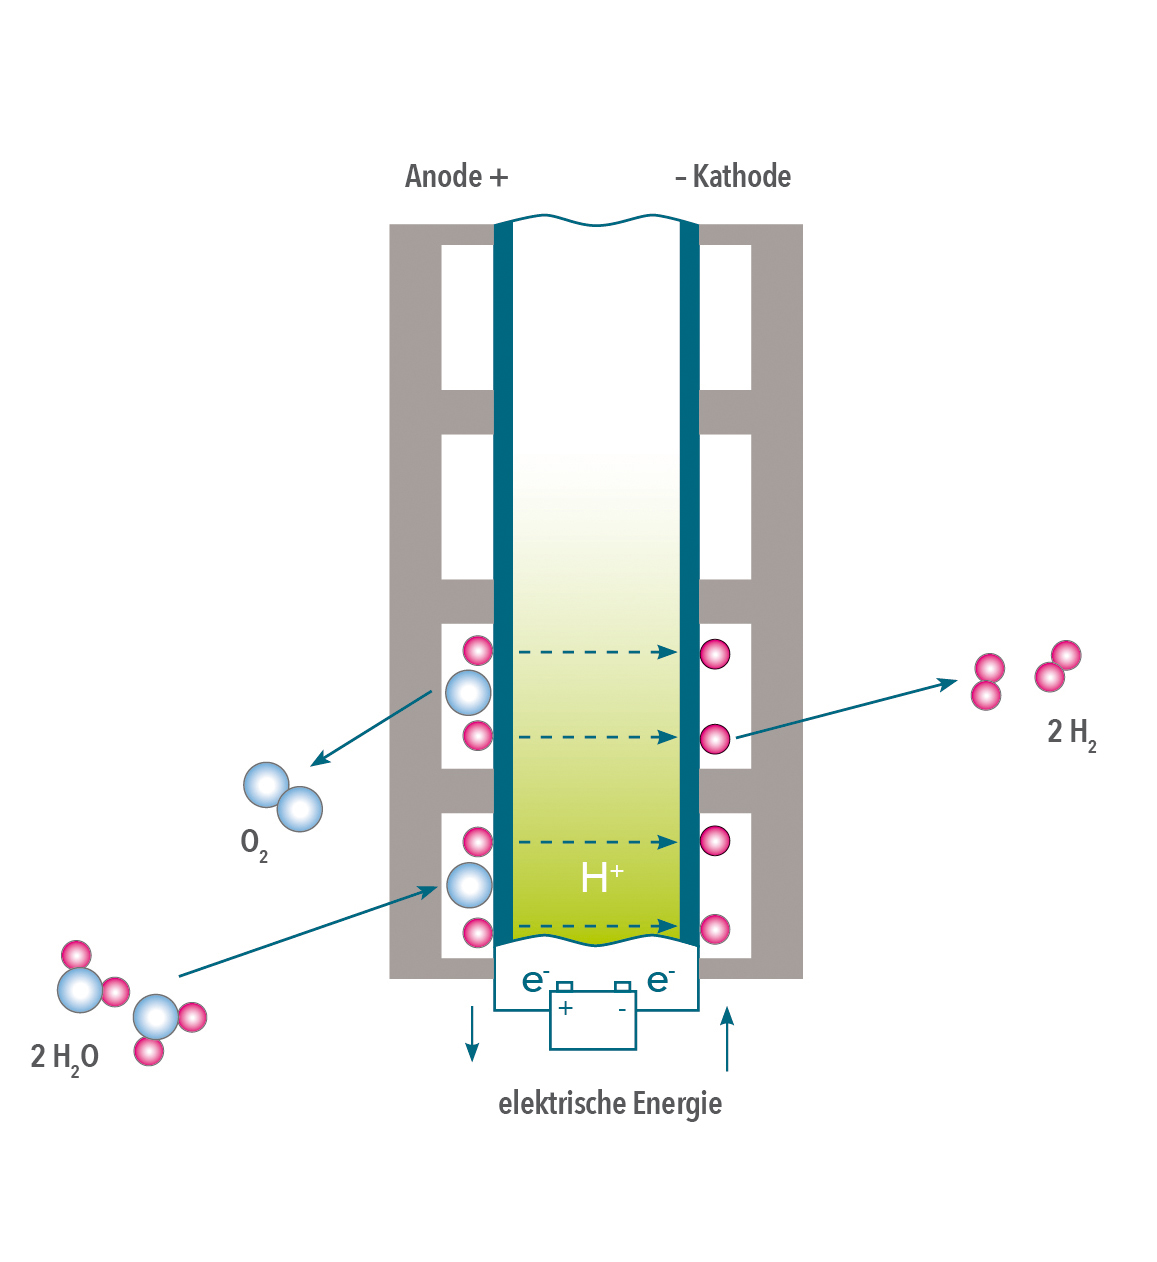 Anode +
– Kathode
2 H₂
O₂
H⁺
e⁻
e⁻
+ -
2 H₂O
elektrische Energie